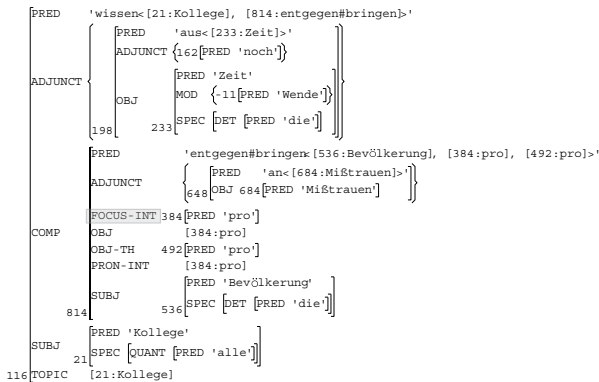 PRED 'wissen<[21:Kollege], [814:entgegen#bringen]>'
PRED 'aus<[233:Zeit]>'
ADJUNCT {162[PRED 'noch']}
PRED 'Zeit'
ADJUNCT
OBJ
MOD {-11[PRED 'Wende']}
198
233
SPEC [DET [PRED 'die']]
PRED 'entgegen#bringen<[536:Bevölkerung], [384:pro], [492:pro]>'
ADJUNCT
PRED 'an<[684:Mißtrauen]>'
648
OBJ 684[PRED 'Mißtrauen']
FOCUS-INT 384[PRED 'pro']
COMP
OBJ [384:pro]
OBJ-TH 492[PRED 'pro']
PRON-INT [384:pro]
PRED 'Bevölkerung'
SUBJ
536
SPEC [DET [PRED 'die']]
814
PRED 'Kollege'
SUBJ
21
SPEC [QUANT [PRED 'alle']]
116 TOPIC [21:Kollege]